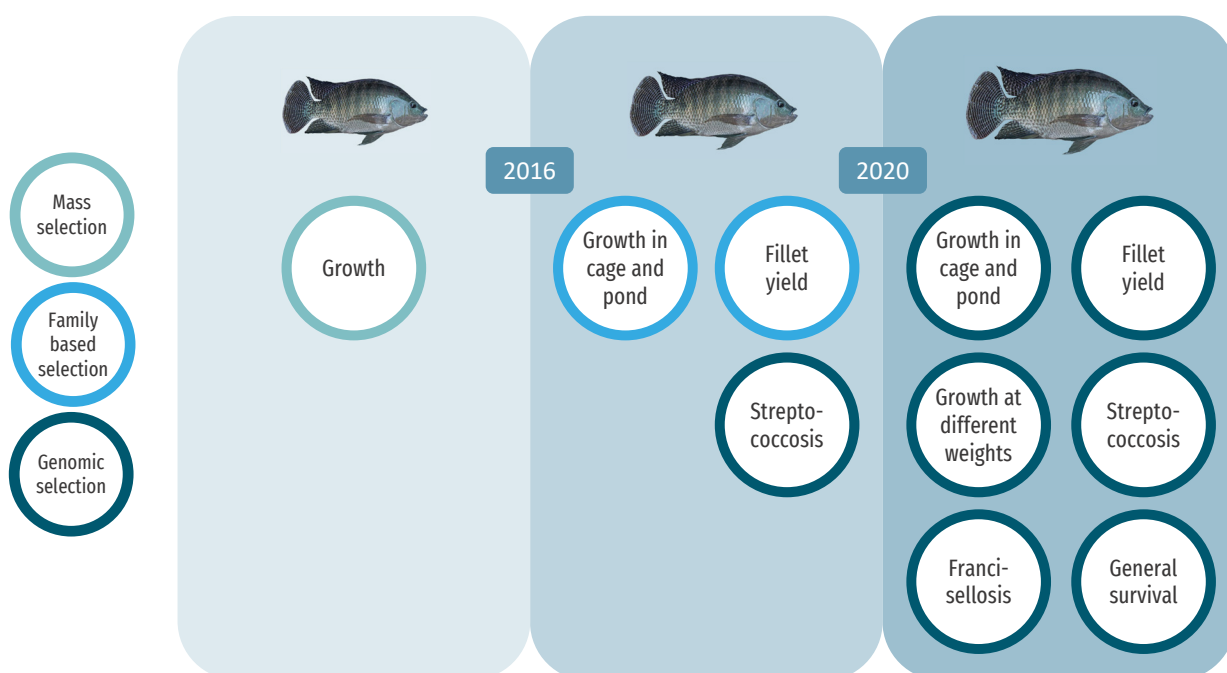 Mass
selection
Family
based
selection
Genomic
selection
2016
2020
Growth
Growth in
cage and
pond
Fillet
yield
Strepto-
coccosis
Growth in
cage and
pond
Fillet
yield
Growth at
different
weights
Strepto-
coccosis
Franci-
sellosis
General
survival